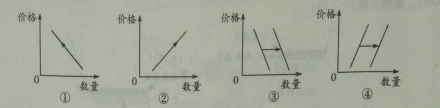 价格 价格 价格 价格
0 数量 0 数量 0 数量 0 数量
① ② ③ ④